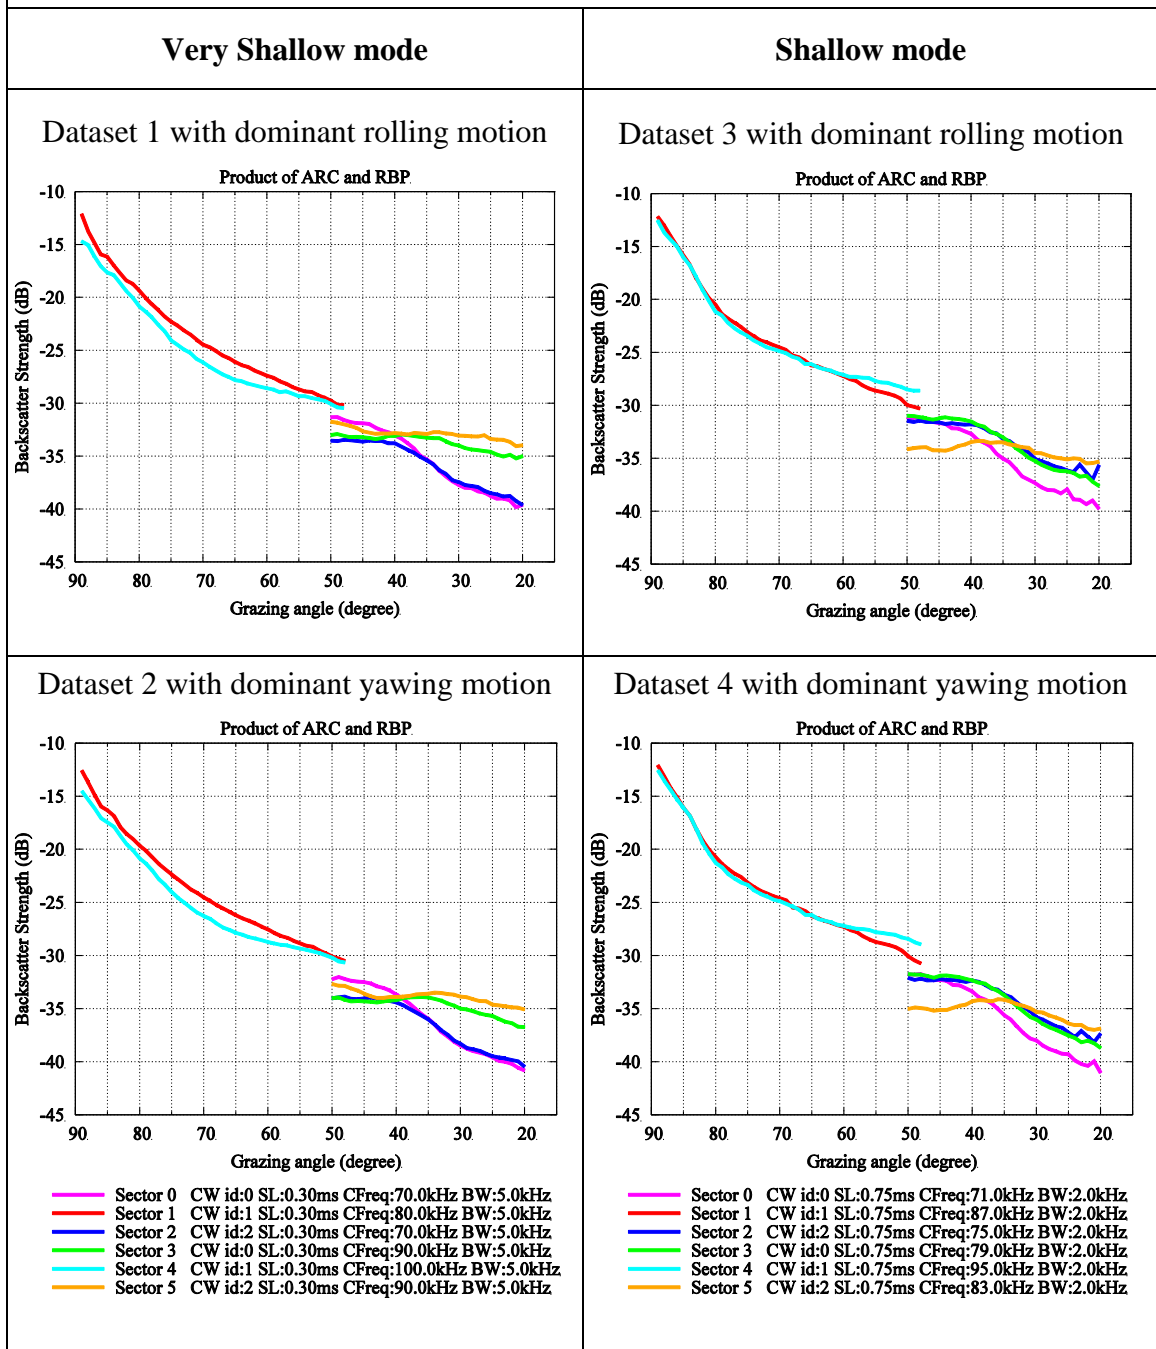 Very Shallow mode
Shallow mode
Dataset 1 with dominant rolling motion
Product of ARC and RBP
Backscatter Strength (dB)
-10
-15
-20
-25
-30
-35
-40
-45
90 80 70 60 50 40 30 20
Grazing angle (degree)
Dataset 3 with dominant rolling motion
Product of ARC and RBP
Backscatter Strength (dB)
-10
-15
-20
-25
-30
-35
-40
-45
90 80 70 60 50 40 30 20
Grazing angle (degree)
Dataset 2 with dominant yawing motion
Product of ARC and RBP
Backscatter Strength (dB)
-10
-15
-20
-25
-30
-35
-40
-45
90 80 70 60 50 40 30 20
Grazing angle (degree)
Sector 0 CW id:0 SL:0.30ms CFreq:70.0kHz BW:5.0kHz
Sector 1 CW id:1 SL:0.30ms CFreq:80.0kHz BW:5.0kHz
Sector 2 CW id:2 SL:0.30ms CFreq:70.0kHz BW:5.0kHz
Sector 3 CW id:0 SL:0.30ms CFreq:90.0kHz BW:5.0kHz
Sector 4 CW id:1 SL:0.30ms CFreq:100.0kHz BW:5.0kHz
Sector 5 CW id:2 SL:0.30ms CFreq:90.0kHz BW:5.0kHz
Dataset 4 with dominant yawing motion
Product of ARC and RBP
Backscatter Strength (dB)
-10
-15
-20
-25
-30
-35
-40
-45
90 80 70 60 50 40 30 20
Grazing angle (degree)
Sector 0 CW id:0 SL:0.75ms CFreq:71.0kHz BW:2.0kHz
Sector 1 CW id:1 SL:0.75ms CFreq:87.0kHz BW:2.0kHz
Sector 2 CW id:2 SL:0.75ms CFreq:75.0kHz BW:2.0kHz
Sector 3 CW id:0 SL:0.75ms CFreq:79.0kHz BW:2.0kHz
Sector 4 CW id:1 SL:0.75ms CFreq:95.0kHz BW:2.0kHz
Sector 5 CW id:2 SL:0.75ms CFreq:83.0kHz BW:2.0kHz